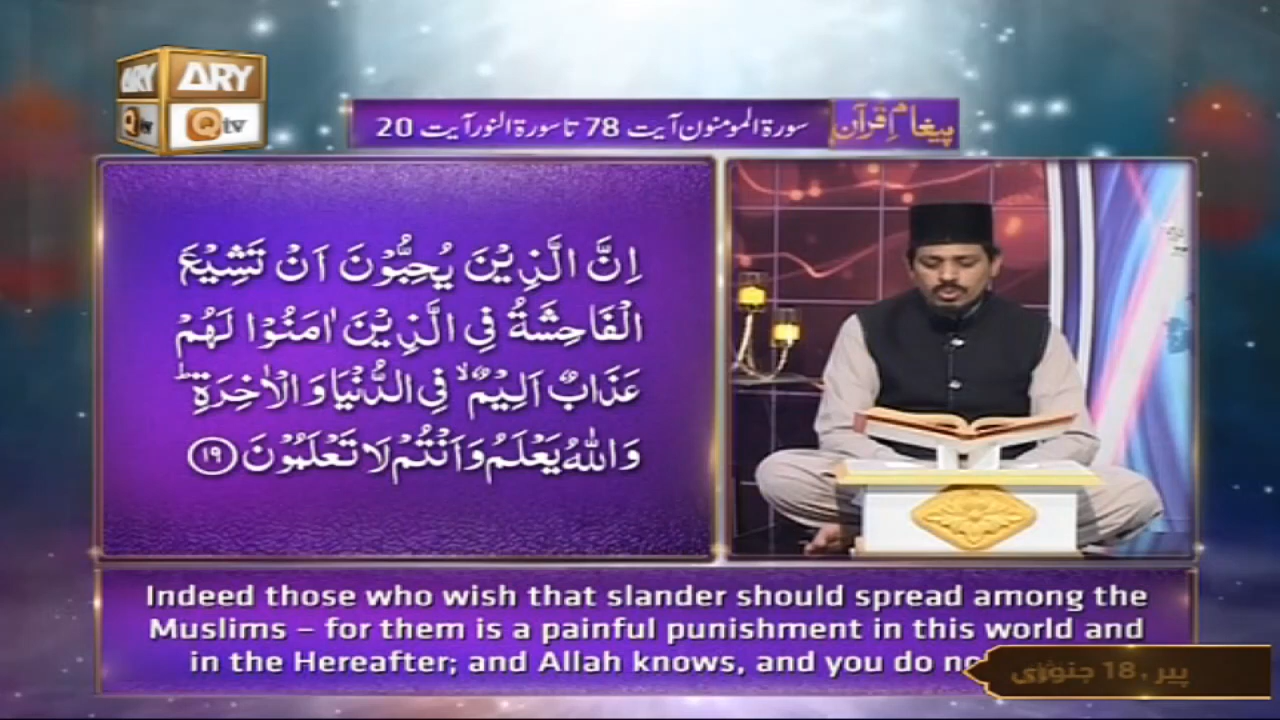 ARY
ARY
Q tv
Qtv
پیغام قرآن
سورۃ المومنون آیت 78 تا سورۃ النور آیت 20
اِنَّ الَّذِیْنَ یُحِبُّوْنَ اَنْ تَشِیْعَ
الْفَاحِشَةُ فِی الَّذِیْنَ اٰمَنُوْا لَهُمْ
عَذَابٌ اَلِیْمٌ ۙ فِی الدُّنْیَا وَ الْاٰخِرَةِ ؕ
وَ اللّٰهُ یَعْلَمُ وَ اَنْتُمْ لَا تَعْلَمُوْنَ ۱۹
Indeed those who wish that slander should spread among the
Muslims – for them is a painful punishment in this world and
in the Hereafter; and Allah knows, and you do no
پیر، 18 جنوری